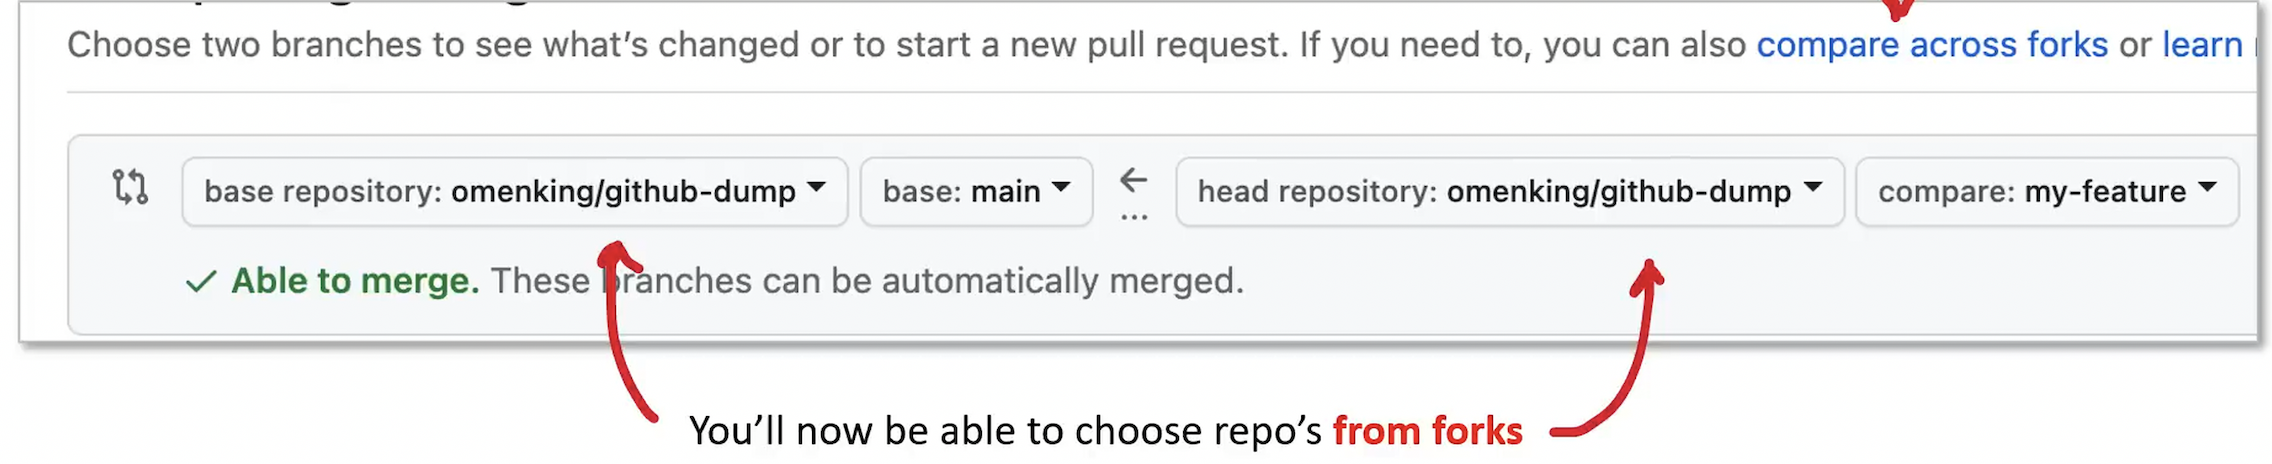 Choose two branches to see what's changed or to start a new pull request. If you need to, you can also compare across forks or learn
base repository: omenking/github-dump base: main ← ... head repository: omenking/github-dump compare: my-feature
✓ Able to merge. These branches can be automatically merged.
You'll now be able to choose repo's from forks